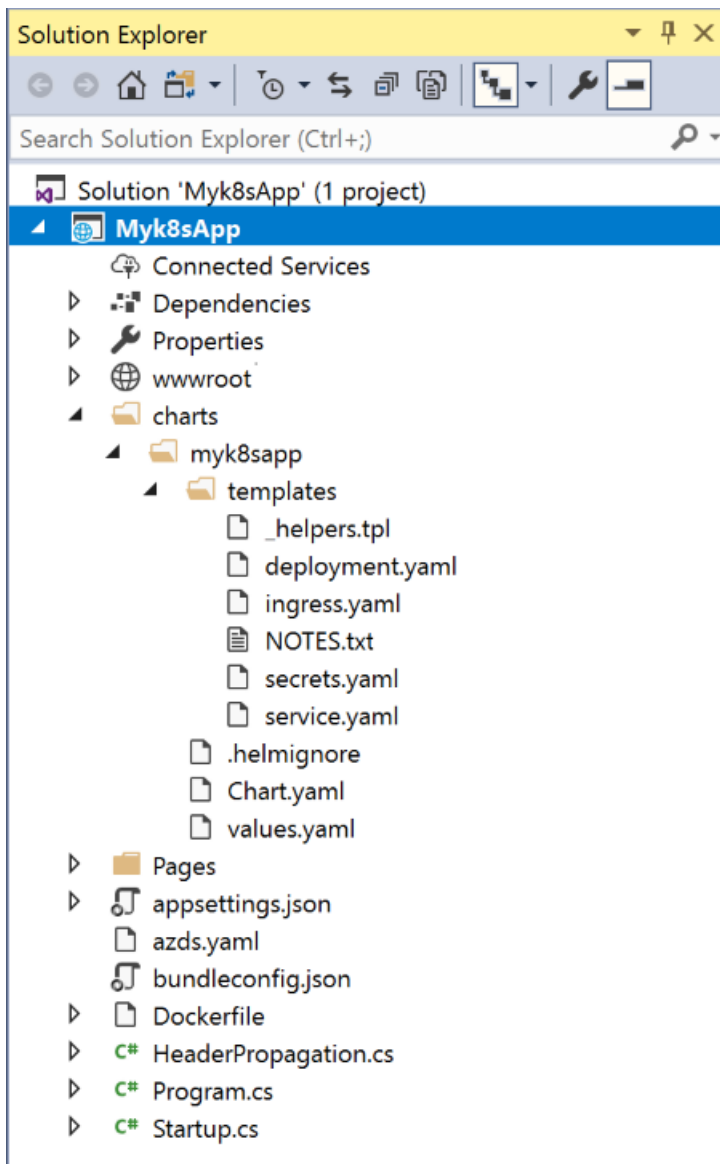 Solution Explorer
Search Solution Explorer (Ctrl+;)
Solution 'Myk8sApp' (1 project)
Myk8sApp
Connected Services
Dependencies
Properties
wwwroot
charts
myk8sapp
templates
_helpers.tpl
deployment.yaml
ingress.yaml
NOTES.txt
secrets.yaml
service.yaml
.helmignore
Chart.yaml
values.yaml
Pages
appsettings.json
azds.yaml
bundleconfig.json
Dockerfile
C# HeaderPropagation.cs
C# Program.cs
C# Startup.cs